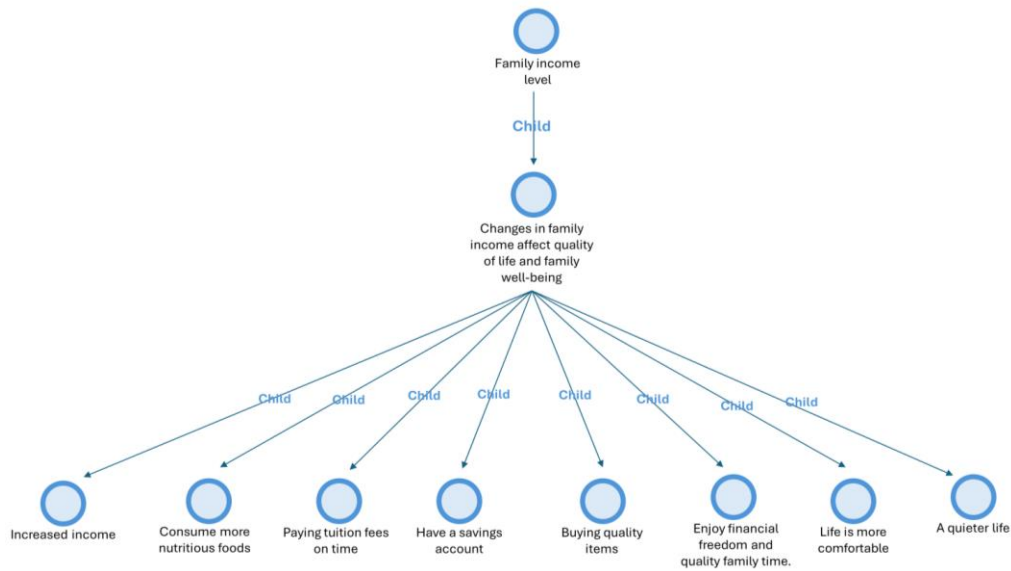 Family income
level
Child
Changes in family
income affect quality
of life and family
well-being
Child
Child
Child
Child
Child
Child
Child
Child
Increased income
Consume more
nutritious foods
Paying tuition fees
on time
Have a savings
account
Buying quality
items
Enjoy financial
freedom and
quality family time.
Life is more
comfortable
A quieter life